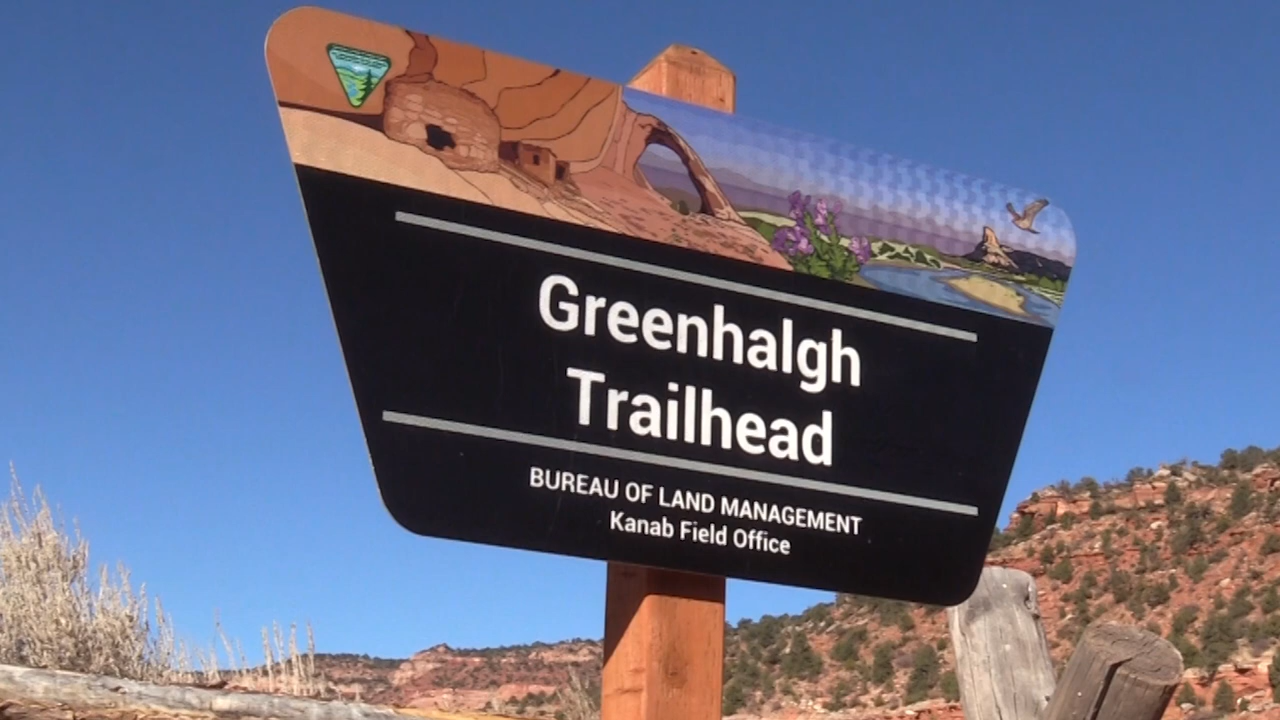 Greenhalgh
Trailhead
BUREAU OF LAND MANAGEMENT
Kanab Field Office